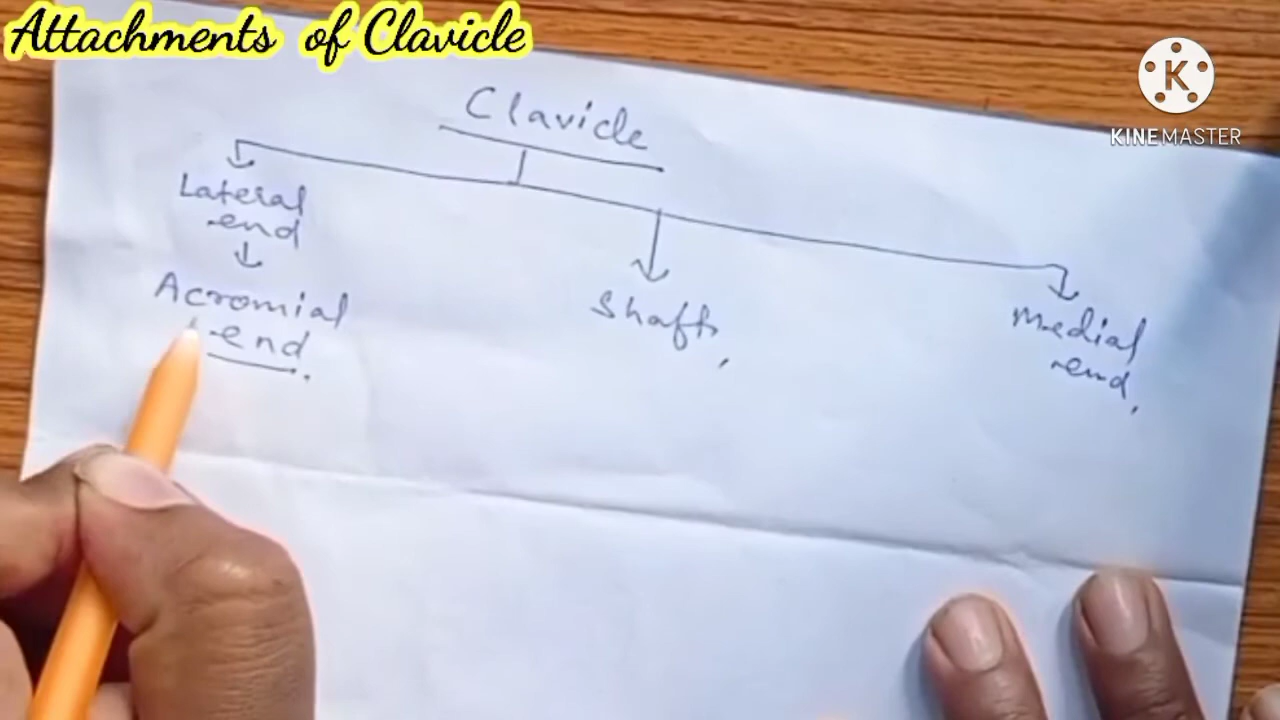 Attachments of Clavicle
KINEMASTER
Clavicle
Lateral
end
Acromial
end.
Shaft,
Medial
end,